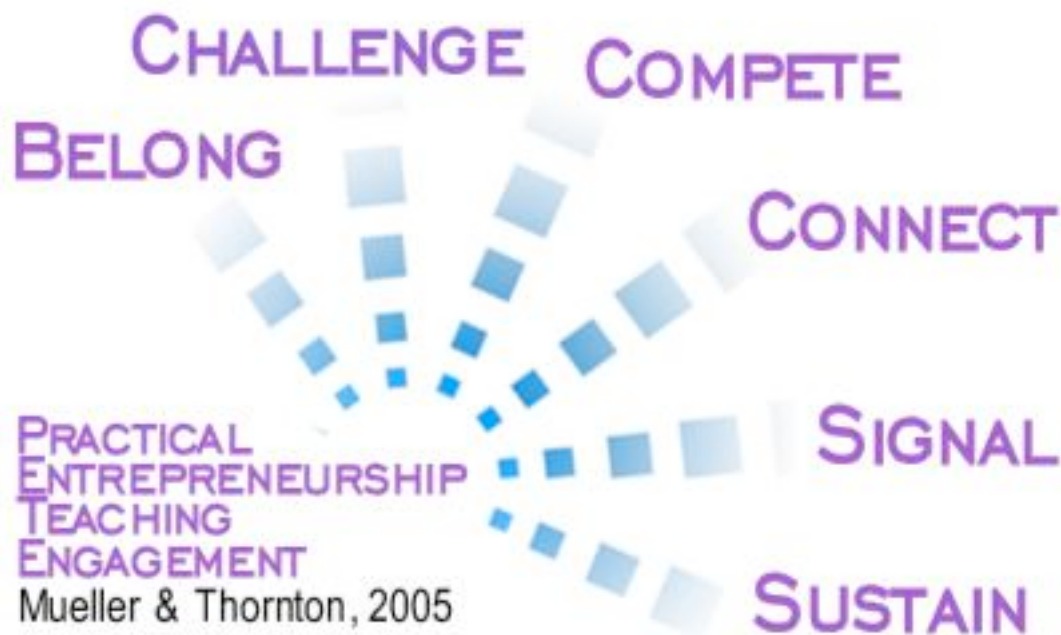 CHALLENGE
COMPETE
BELONG
CONNECT
SIGNAL
SUSTAIN
PRACTICAL
ENTREPRENEURSHIP
TEACHING
ENGAGEMENT
Mueller & Thornton, 2005